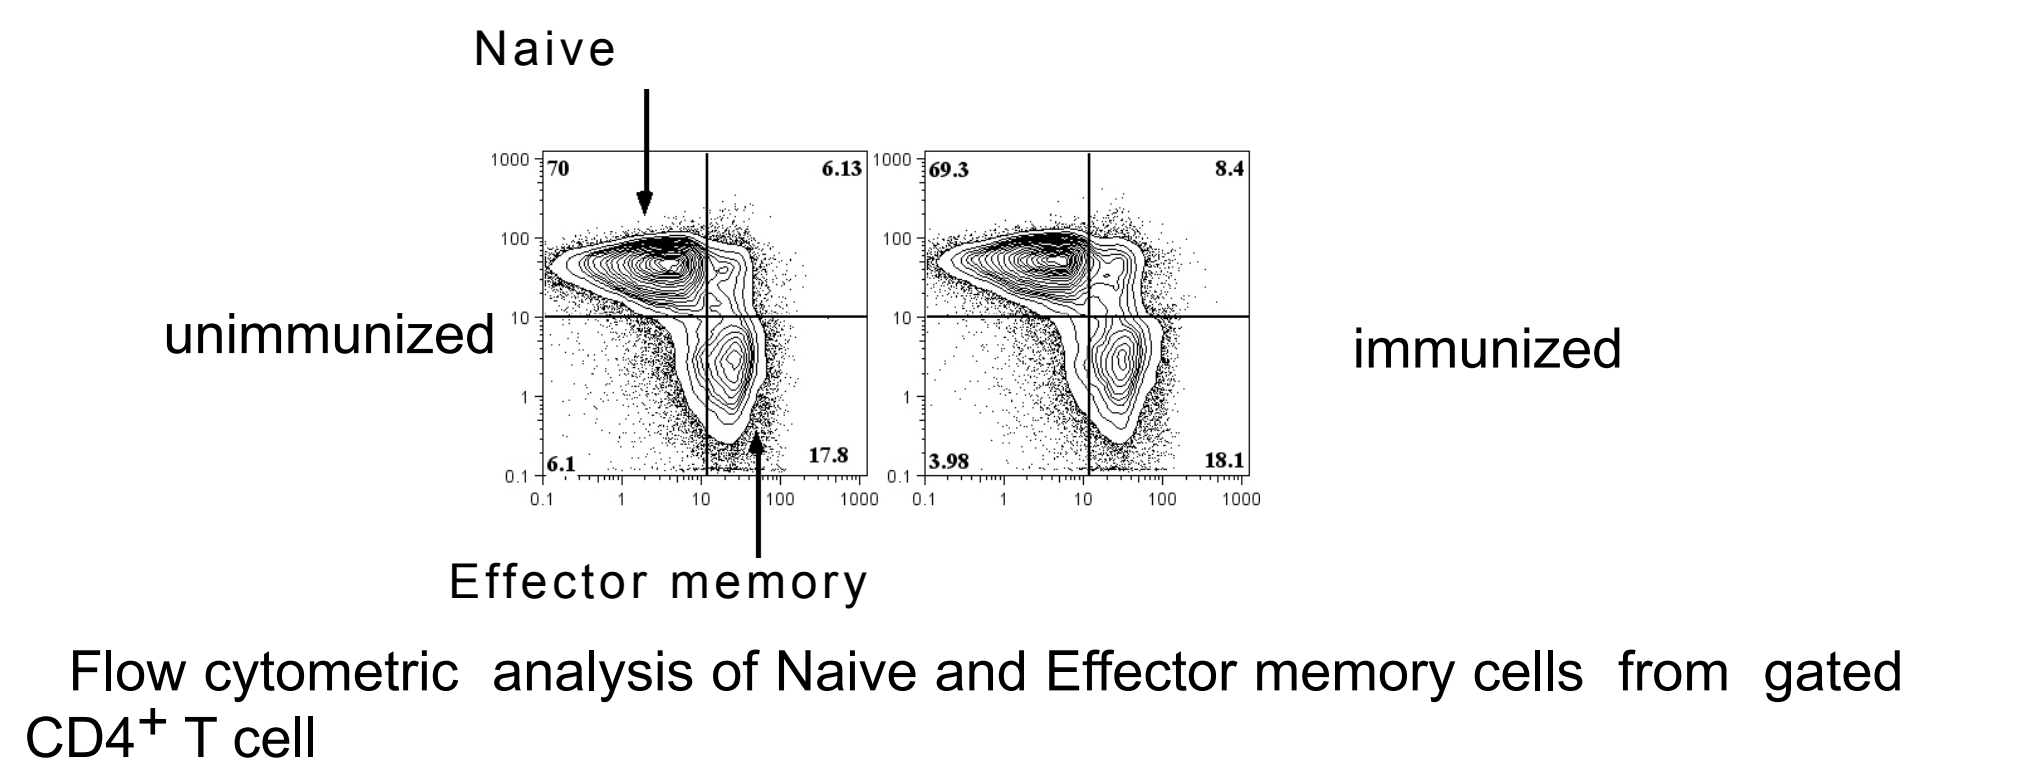 Naive
1000
70
6.13
1000
69.3
8.4
100
100
unimmunized
10
10
immunized
1
1
6.1
17.8
3.98
18.1
0.1
0.1
0.1 1 10 100 1000
0.1 1 10 100 1000
Effector memory
Flow cytometric analysis of Naive and Effector memory cells from gated
CD4⁺ T cell